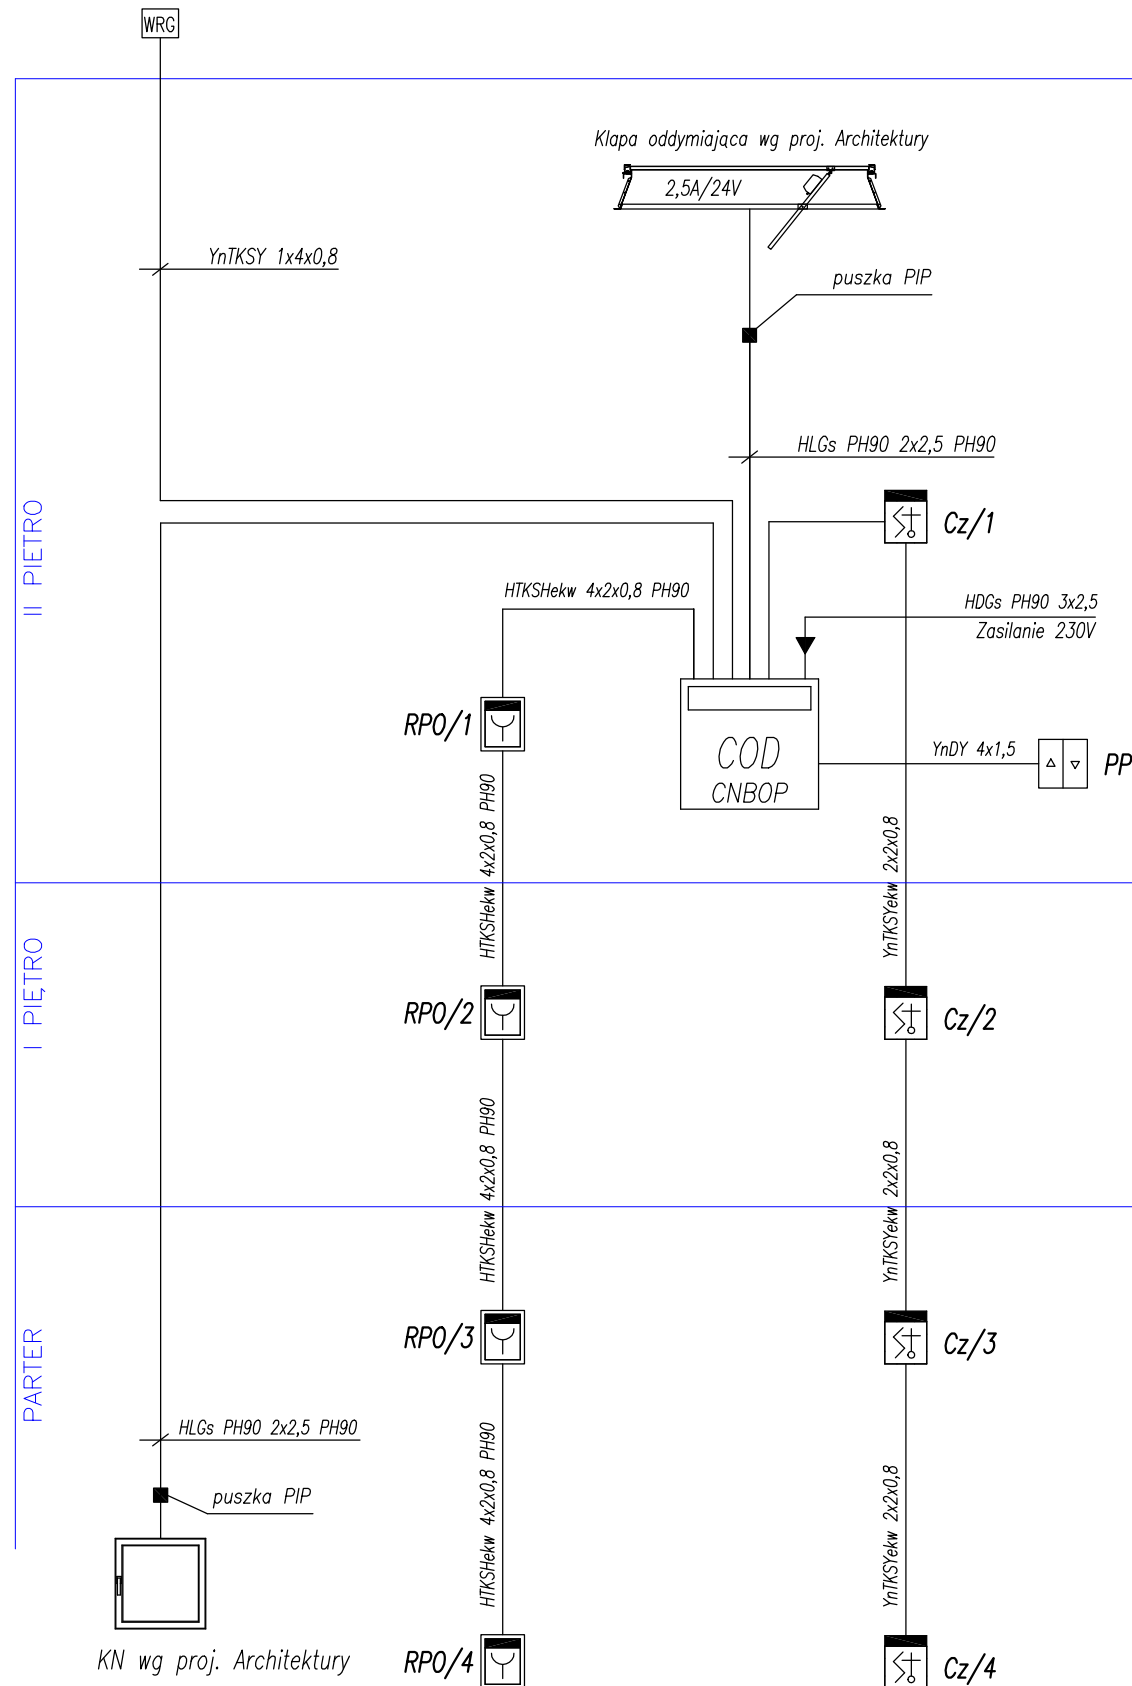 WRG
Klapa oddymiająca wg proj. Architektury
2,5A/24V
YnTKSY 1x4x0,8
puszka PIP
HLGs PH90 2x2,5 PH90
Cz/1
II PIETRO
HTKSHekw 4x2x0,8 PH90
HDGs PH90 3x2,5
Zasilanie 230V
RPO/1
COD
CNBOP
YnDY 4x1,5
PP
HTKSHekw 4x2x0,8 PH90
YnTKSYekw 2x2x0,8
I PIĘTRO
RPO/2
Cz/2
HTKSHekw 4x2x0,8 PH90
YnTKSYekw 2x2x0,8
PARTER
RPO/3
Cz/3
HLGs PH90 2x2,5 PH90
puszka PIP
HTKSHekw 4x2x0,8 PH90
YnTKSYekw 2x2x0,8
KN wg proj. Architektury
RPO/4
Cz/4